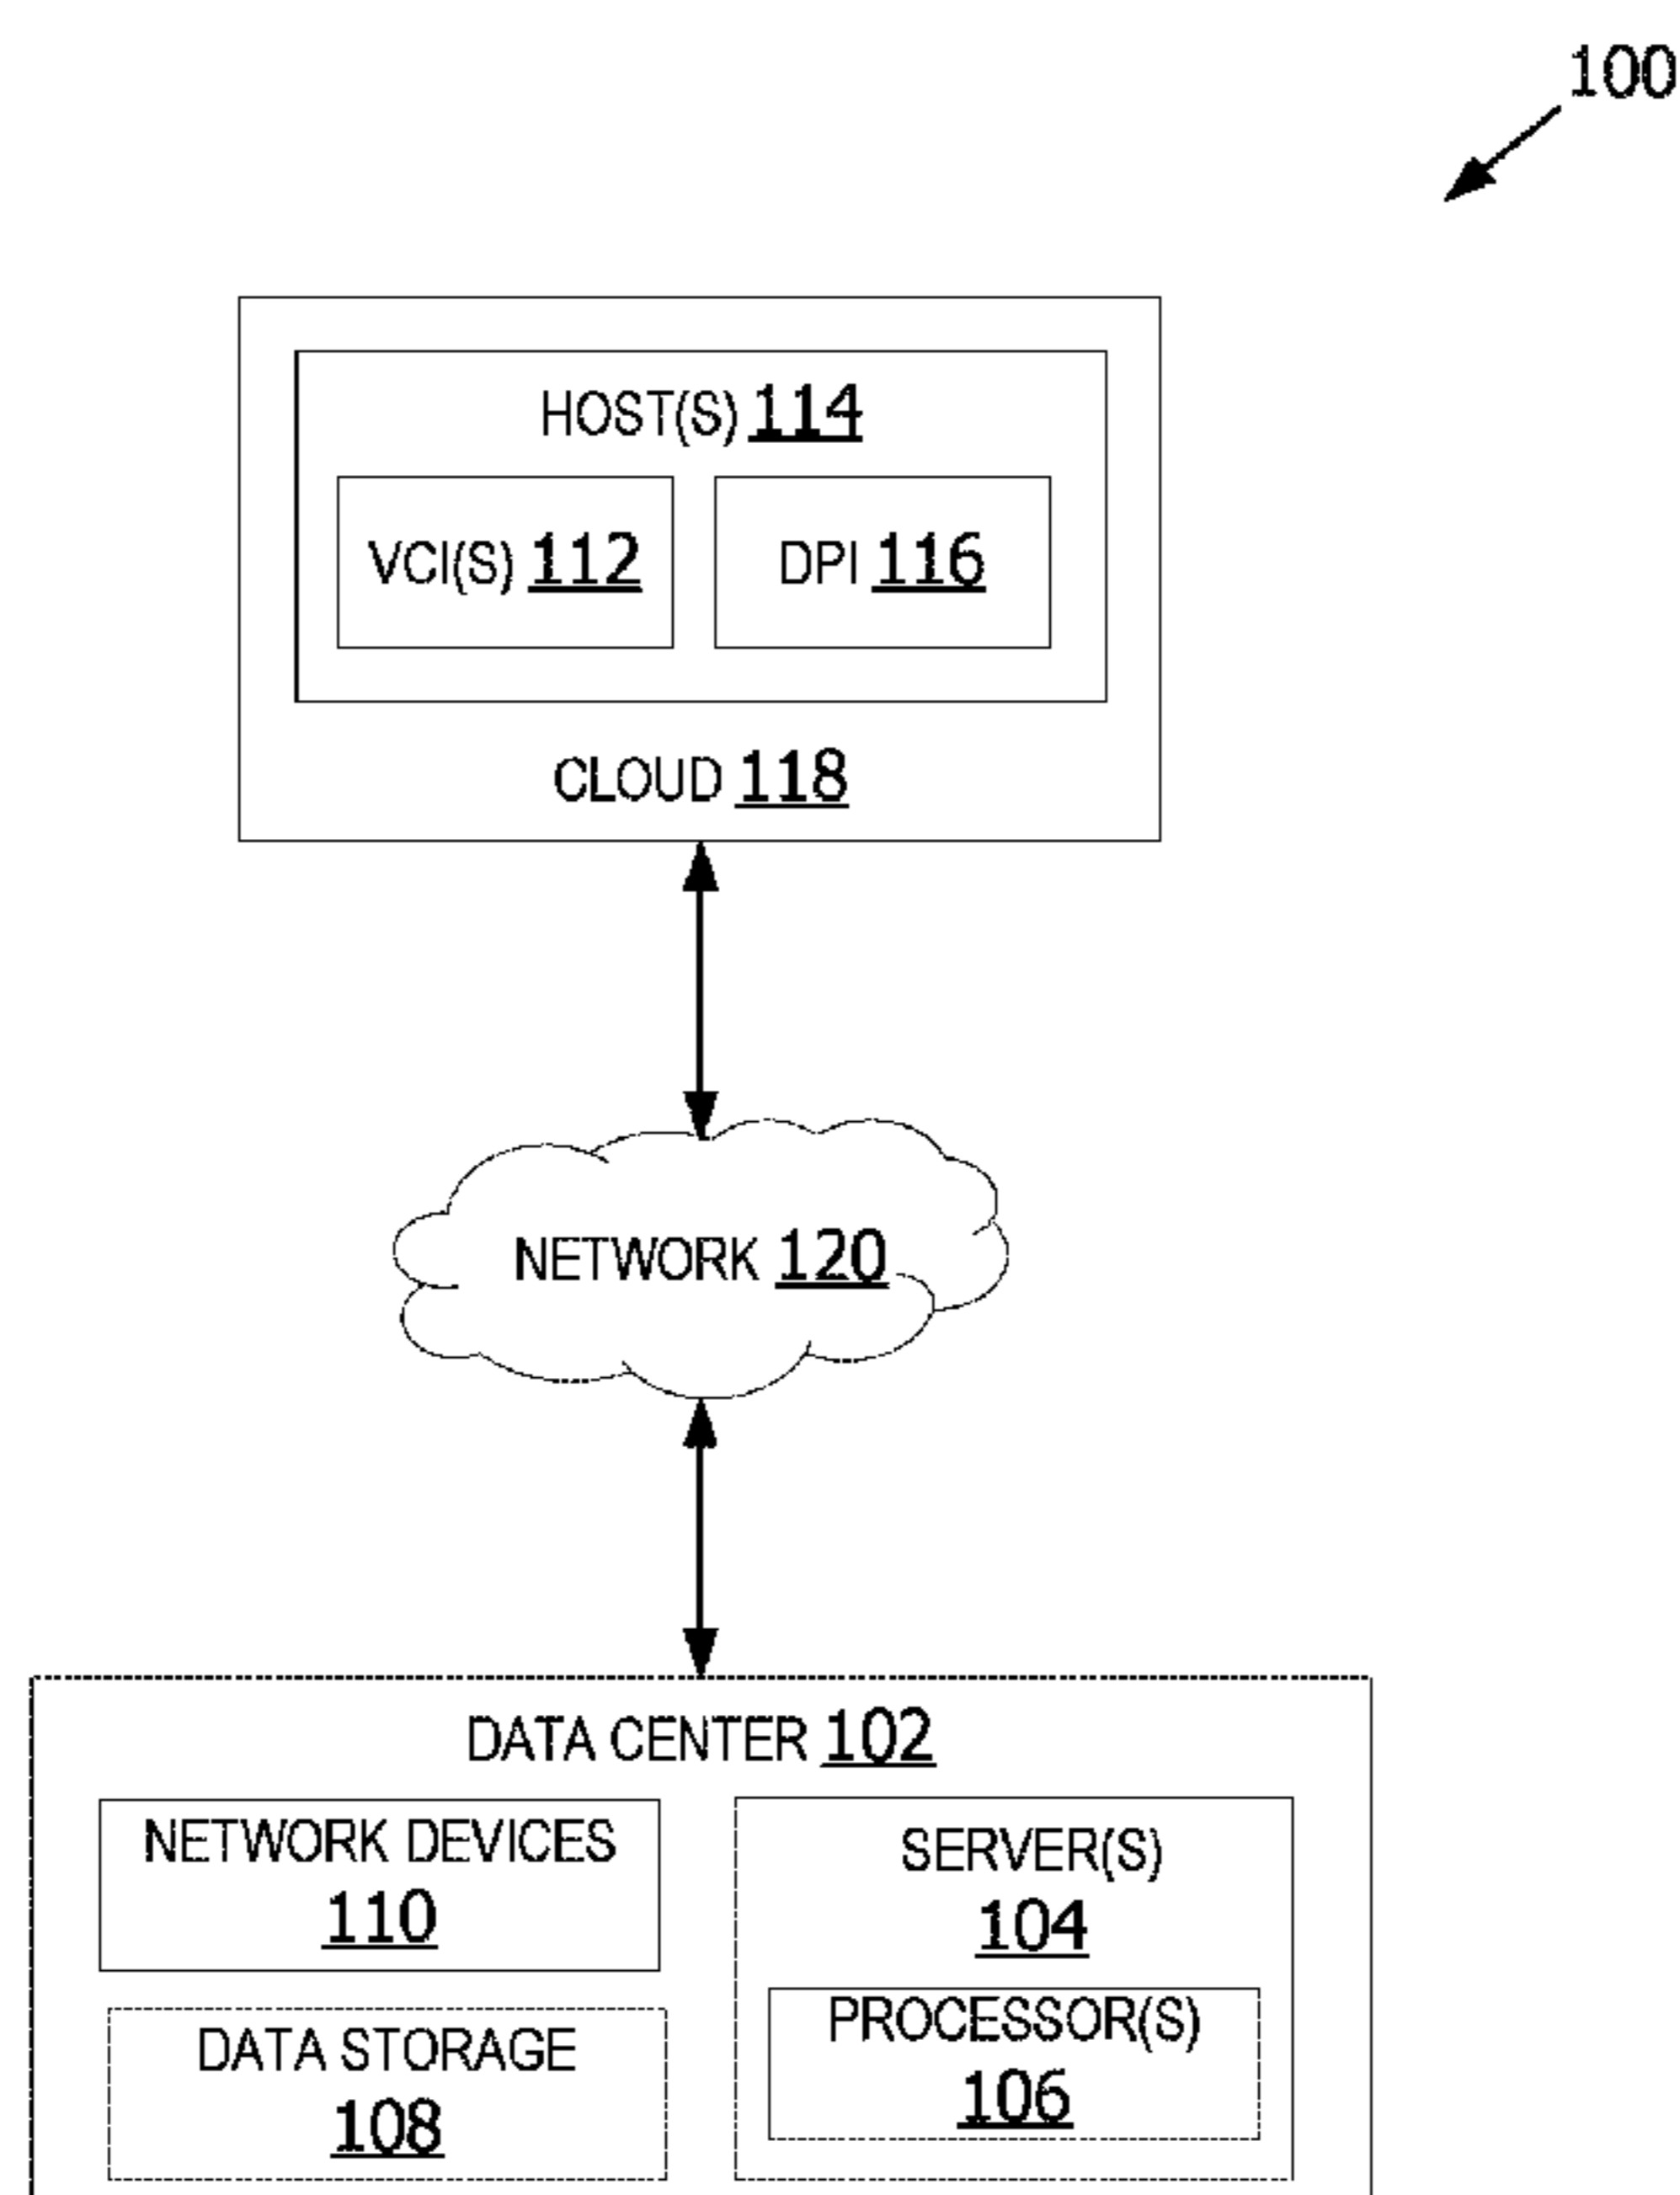 100
HOST(S) 114
VCI(S) 112
DPI 116
CLOUD 118
NETWORK 120
DATA CENTER 102
NETWORK DEVICES
110
SERVER(S)
104
DATA STORAGE
108
PROCESSOR(S)
106